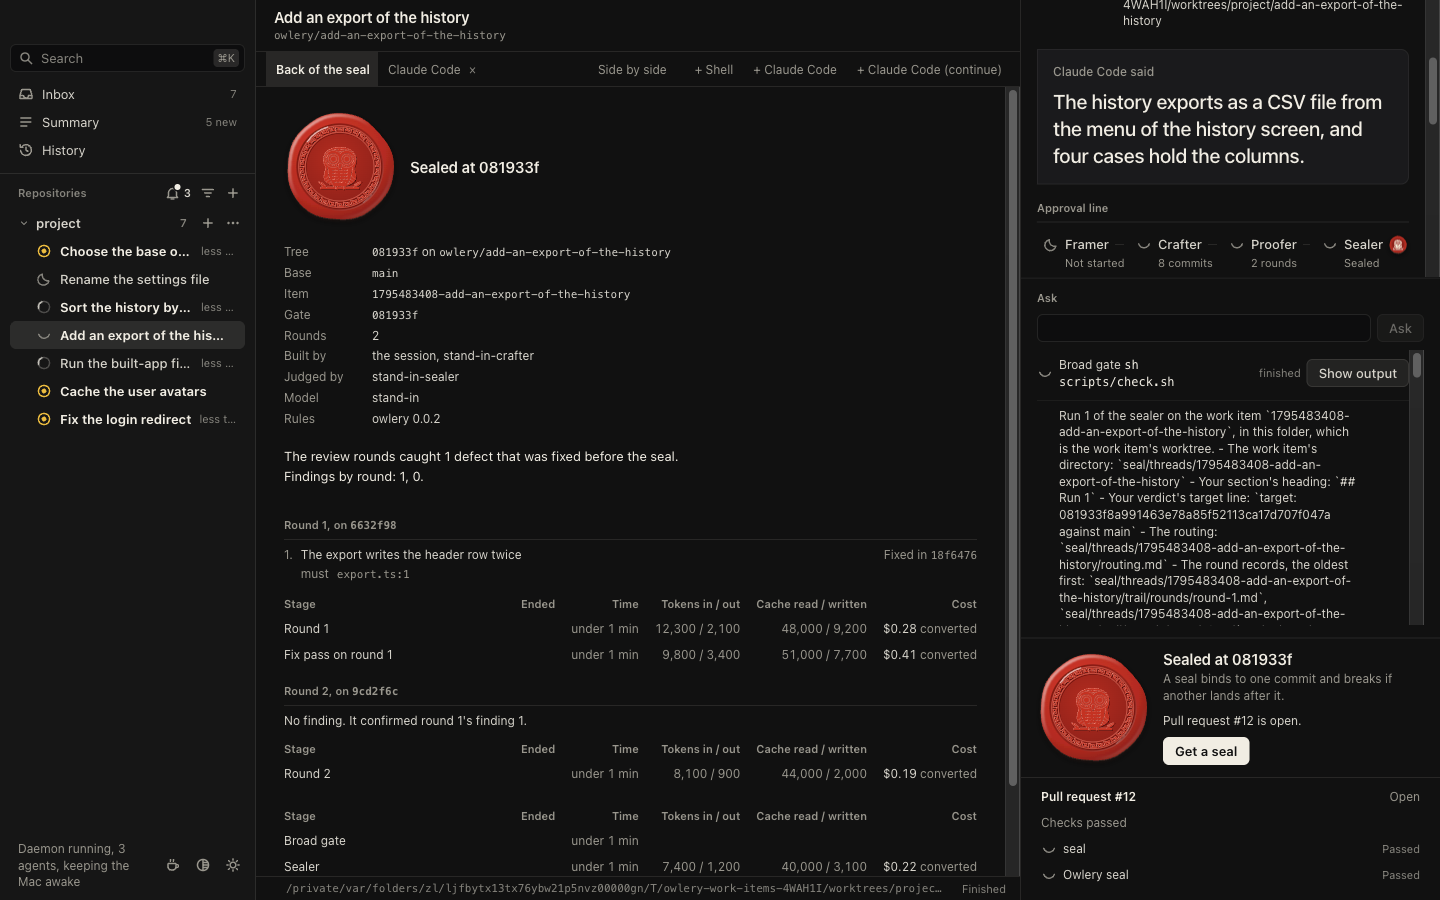 Search ⌘K
Inbox 7
Summary 5 new
History
Repositories 3
project 7
Choose the base o... less ...
Rename the settings file
Sort the history by... less ...
Add an export of the his...
Run the built-app fi... less ...
Cache the user avatars
Fix the login redirect less t...
Daemon running, 3
agents, keeping the
Mac awake
Add an export of the history
owlery/add-an-export-of-the-history
Back of the seal Claude Code × Side by side + Shell + Claude Code + Claude Code (continue)
Sealed at 081933f
Tree 081933f on owlery/add-an-export-of-the-history
Base main
Item 1795483408-add-an-export-of-the-history
Gate 081933f
Rounds 2
Built by the session, stand-in-crafter
Judged by stand-in-sealer
Model stand-in
Rules owlery 0.0.2
The review rounds caught 1 defect that was fixed before the seal.
Findings by round: 1, 0.
Round 1, on 6632f98
1. The export writes the header row twice Fixed in 18f6476
must export.ts:1
Stage Ended Time Tokens in / out Cache read / written Cost
Round 1 under 1 min 12,300 / 2,100 48,000 / 9,200 $0.28 converted
Fix pass on round 1 under 1 min 9,800 / 3,400 51,000 / 7,700 $0.41 converted
Round 2, on 9cd2f6c
No finding. It confirmed round 1's finding 1.
Stage Ended Time Tokens in / out Cache read / written Cost
Round 2 under 1 min 8,100 / 900 44,000 / 2,000 $0.19 converted
Stage Ended Time Tokens in / out Cache read / written Cost
Broad gate under 1 min
Sealer under 1 min 7,400 / 1,200 40,000 / 3,100 $0.22 converted
/private/var/folders/zl/ljfbytx13tx76ybw21p5nvz00000gn/T/owlery-work-items-4WAH1I/worktrees/projec... Finished
4WAH1I/worktrees/project/add-an-export-of-the-
history
Claude Code said
The history exports as a CSV file from
the menu of the history screen, and
four cases hold the columns.
Approval line
Framer Crafter Proofer Sealer
Not started 8 commits 2 rounds Sealed
Ask
Ask
Broad gate sh
scripts/check.sh finished Show output
Run 1 of the sealer on the work item `1795483408-
add-an-export-of-the-history`, in this folder, which
is the work item's worktree. - The work item's
directory: `seal/threads/1795483408-add-an-
export-of-the-history` - Your section's heading: `##
Run 1` - Your verdict's target line: `target:
081933f8a991463e78a85f52113ca17d707f047a
against main` - The routing:
`seal/threads/1795483408-add-an-export-of-the-
history/routing.md` - The round records, the oldest
first: `seal/threads/1795483408-add-an-export-of-
the-history/trail/rounds/round-1.md`,
`seal/threads/1795483408-add-an-export-of-the-
Sealed at 081933f
A seal binds to one commit and breaks if
another lands after it.
Pull request #12 is open.
Get a seal
Pull request #12 Open
Checks passed
seal Passed
Owlery seal Passed